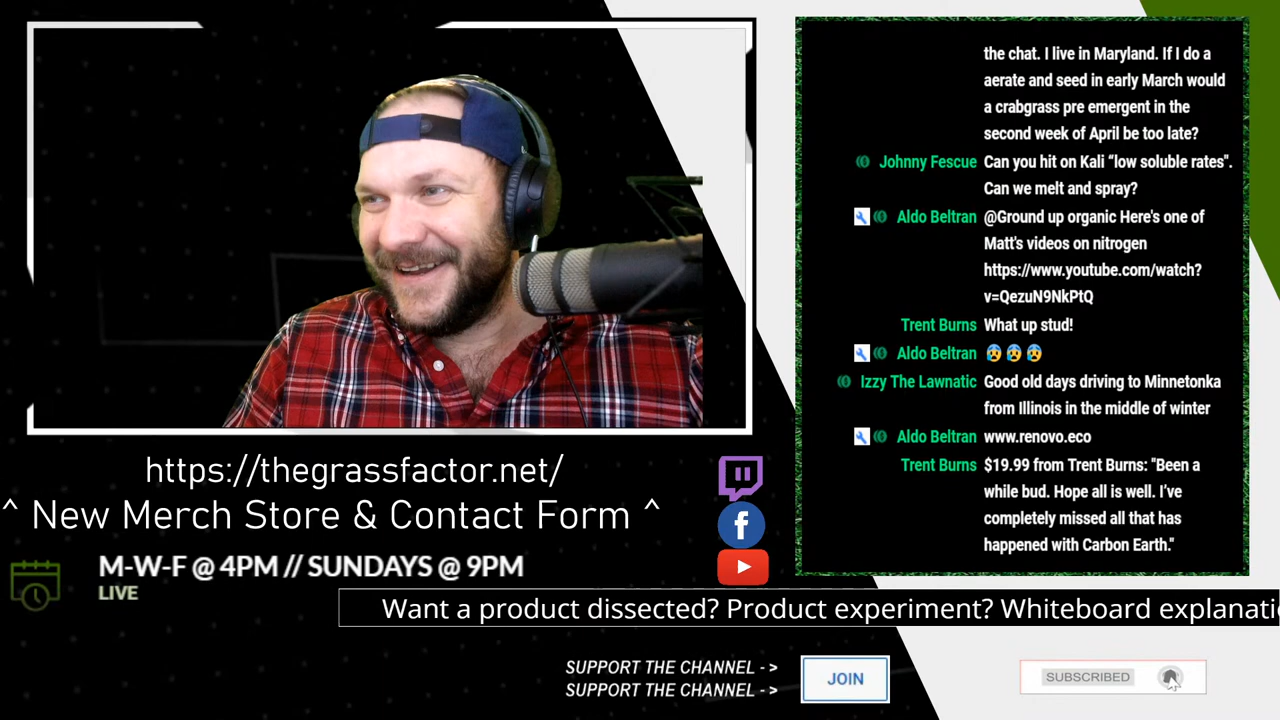 the chat. I live in Maryland. If I do a
aerate and seed in early March would
a crabgrass pre emergent in the
second week of April be too late?
Johnny Fescue Can you hit on Kali “low soluble rates".
Can we melt and spray?
Aldo Beltran @Ground up organic Here's one of
Matt's videos on nitrogen
https://www.youtube.com/watch?
v=QezuN9NkPtQ
Trent Burns What up stud!
Aldo Beltran 😰😰😰
Izzy The Lawnatic Good old days driving to Minnetonka
from Illinois in the middle of winter
Aldo Beltran www.renovo.eco
Trent Burns $19.99 from Trent Burns: "Been a
while bud. Hope all is well. I’ve
completely missed all that has
happened with Carbon Earth."
https://thegrassfactor.net/
^ New Merch Store & Contact Form ^
M-W-F @ 4PM // SUNDAYS @ 9PM
LIVE
Want a product dissected? Product experiment? Whiteboard explanati
SUPPORT THE CHANNEL - >
SUPPORT THE CHANNEL - >
JOIN
SUBSCRIBED